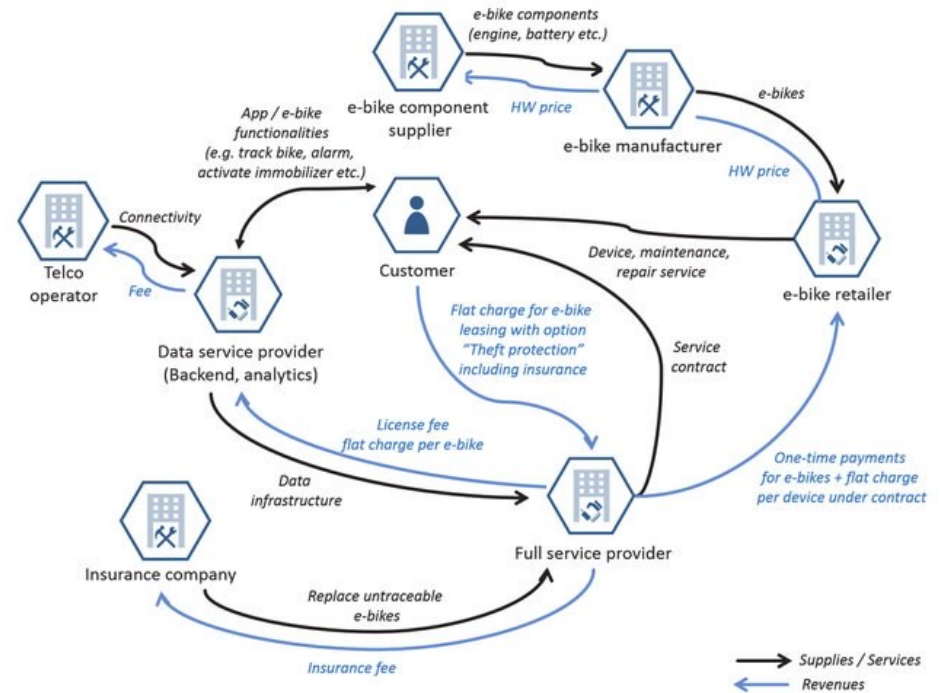 e-bike components
(engine, battery etc.)
HW price
e-bike component
supplier
e-bike manufacturer
e-bikes
HW price
App / e-bike
functionalities
(e.g. track bike, alarm,
activate immobilizer etc.)
Connectivity
Telco
operator
Fee
Customer
Device, maintenance,
repair service
e-bike retailer
Data service provider
(Backend, analytics)
Flat charge for e-bike
leasing with option
“Theft protection”
including insurance
Service
contract
License fee
flat charge per e-bike
Data
infrastructure
One-time payments
for e-bikes + flat charge
per device under contract
Full service provider
Insurance company
Replace untraceable
e-bikes
Insurance fee
Supplies / Services
Revenues